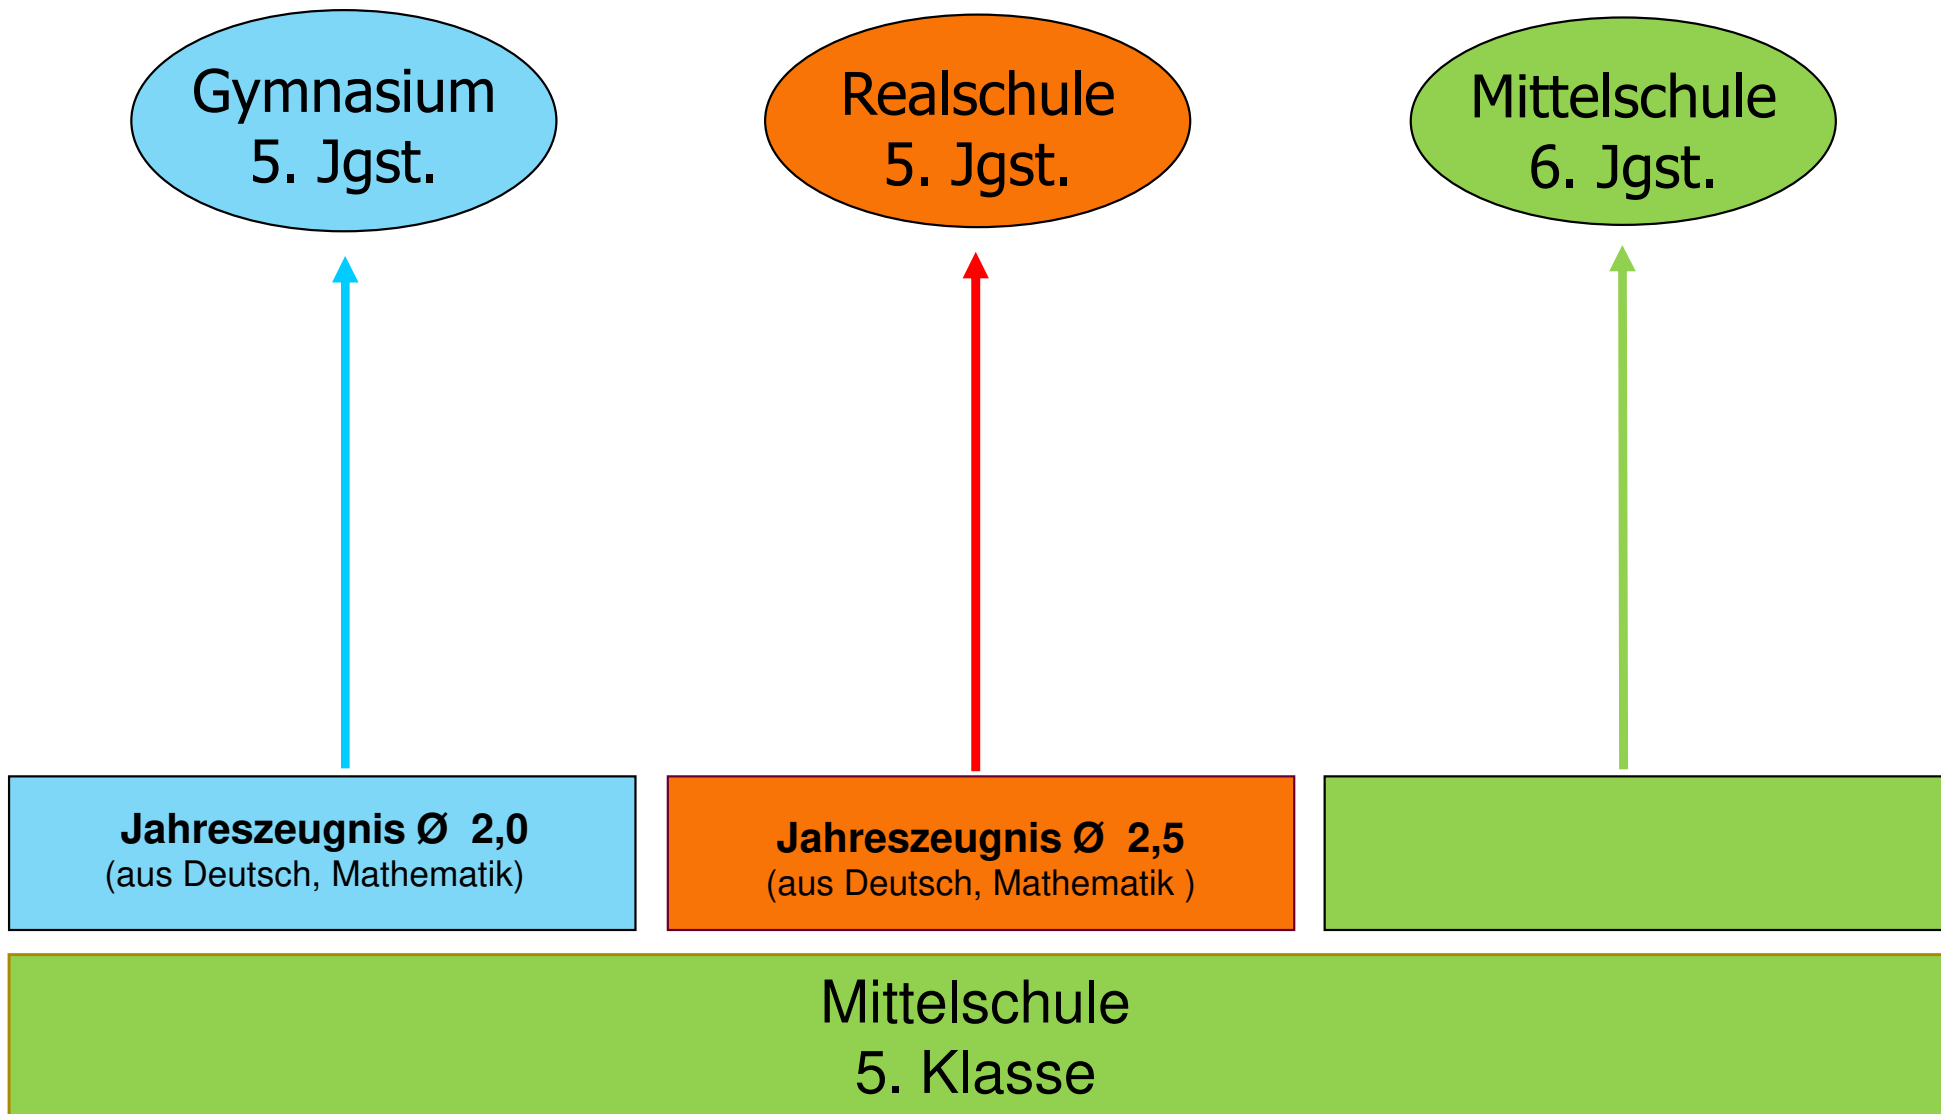 Gymnasium
5. Jgst.
Realschule
5. Jgst.
Mittelschule
6. Jgst.
Jahreszeugnis Ø 2,0
(aus Deutsch, Mathematik)
Jahreszeugnis Ø 2,5
(aus Deutsch, Mathematik )
Mittelschule
5. Klasse